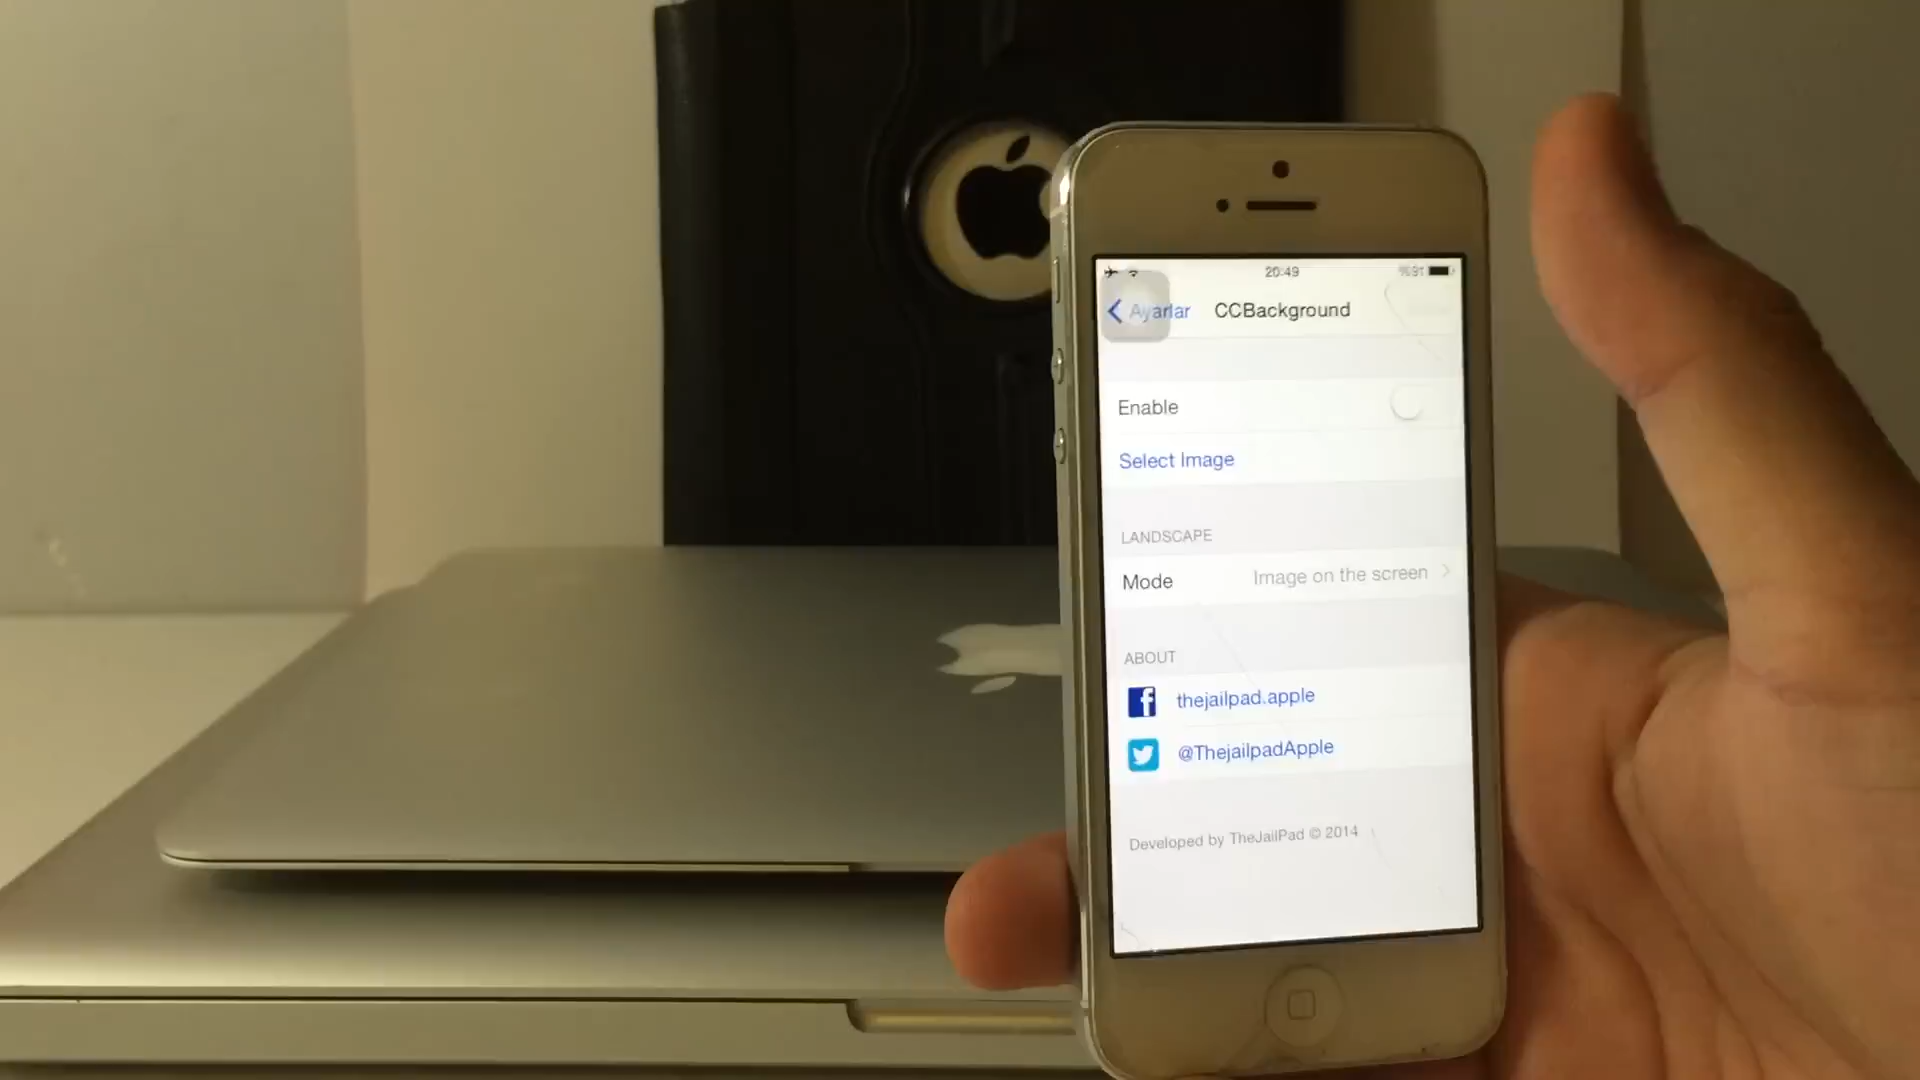 20:49
%91
Ayarlar
CCBackground
Enable
Select Image
LANDSCAPE
Mode
Image on the screen
ABOUT
thejailpad.apple
@ThejailpadApple
Developed by TheJailPad © 2014